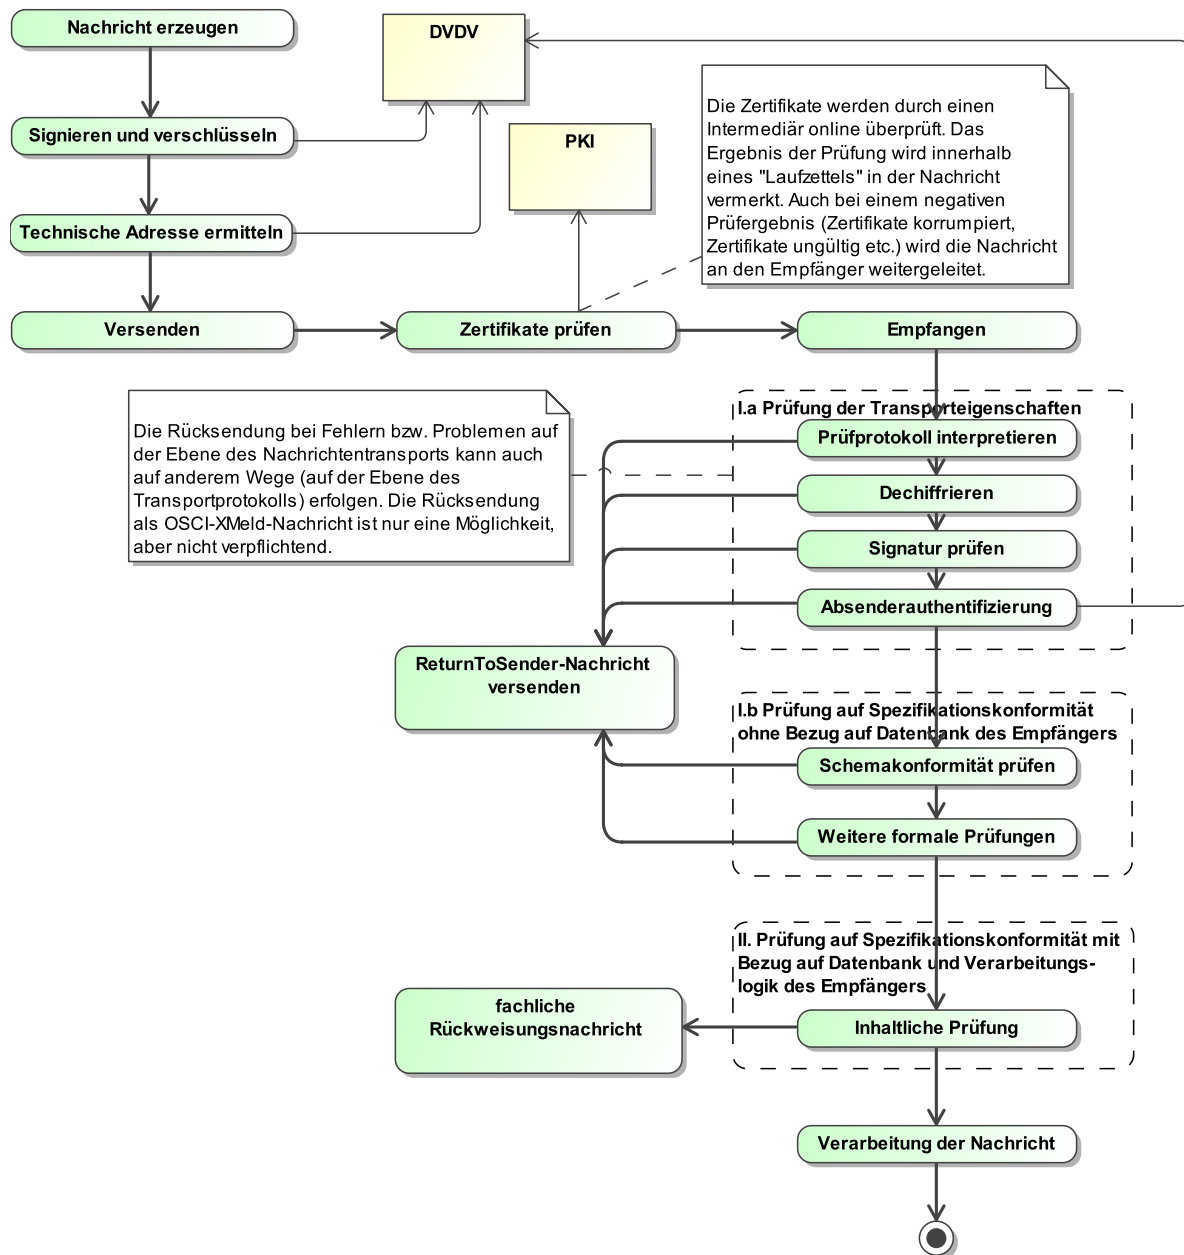 Nachricht erzeugen
DVDV
Die Zertifikate werden durch einen
Intermediär online überprüft. Das
Ergebnis der Prüfung wird innerhalb
eines "Laufzettels" in der Nachricht
vermerkt. Auch bei einem negativen
Prüfergebnis (Zertifikate korrumpiert,
Zertifikate ungültig etc.) wird die Nachricht
an den Empfänger weitergeleitet.
Signieren und verschlüsseln
PKI
Technische Adresse ermitteln
Versenden
Zertifikate prüfen
Empfangen
Die Rücksendung bei Fehlern bzw. Problemen auf
der Ebene des Nachrichtentransports kann auch
auf anderem Wege (auf der Ebene des
Transportprotokolls) erfolgen. Die Rücksendung
als OSCI-XMeld-Nachricht ist nur eine Möglichkeit,
aber nicht verpflichtend.
I.a Prüfung der Transporteigenschaften
Prüfprotokoll interpretieren
Dechiffrieren
Signatur prüfen
Absenderauthentifizierung
ReturnToSender-Nachricht
versenden
I.b Prüfung auf Spezifikationskonformität
ohne Bezug auf Datenbank des Empfängers
Schemakonformität prüfen
Weitere formale Prüfungen
II. Prüfung auf Spezifikationskonformität mit
Bezug auf Datenbank und Verarbeitungs-
logik des Empfängers
fachliche
Rückweisungsnachricht
Inhaltliche Prüfung
Verarbeitung der Nachricht